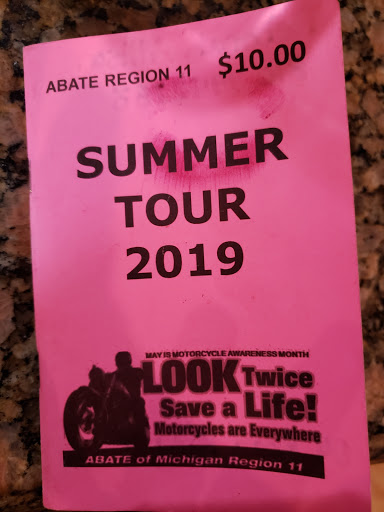 ABATE REGION 11 $10.00
SUMMER
TOUR
2019
MAY IS MOTORCYCLE AWARENESS MONTH
LOOK Twice
Save a Life!
Motorcycles are Everywhere
ABATE of Michigan Region 11